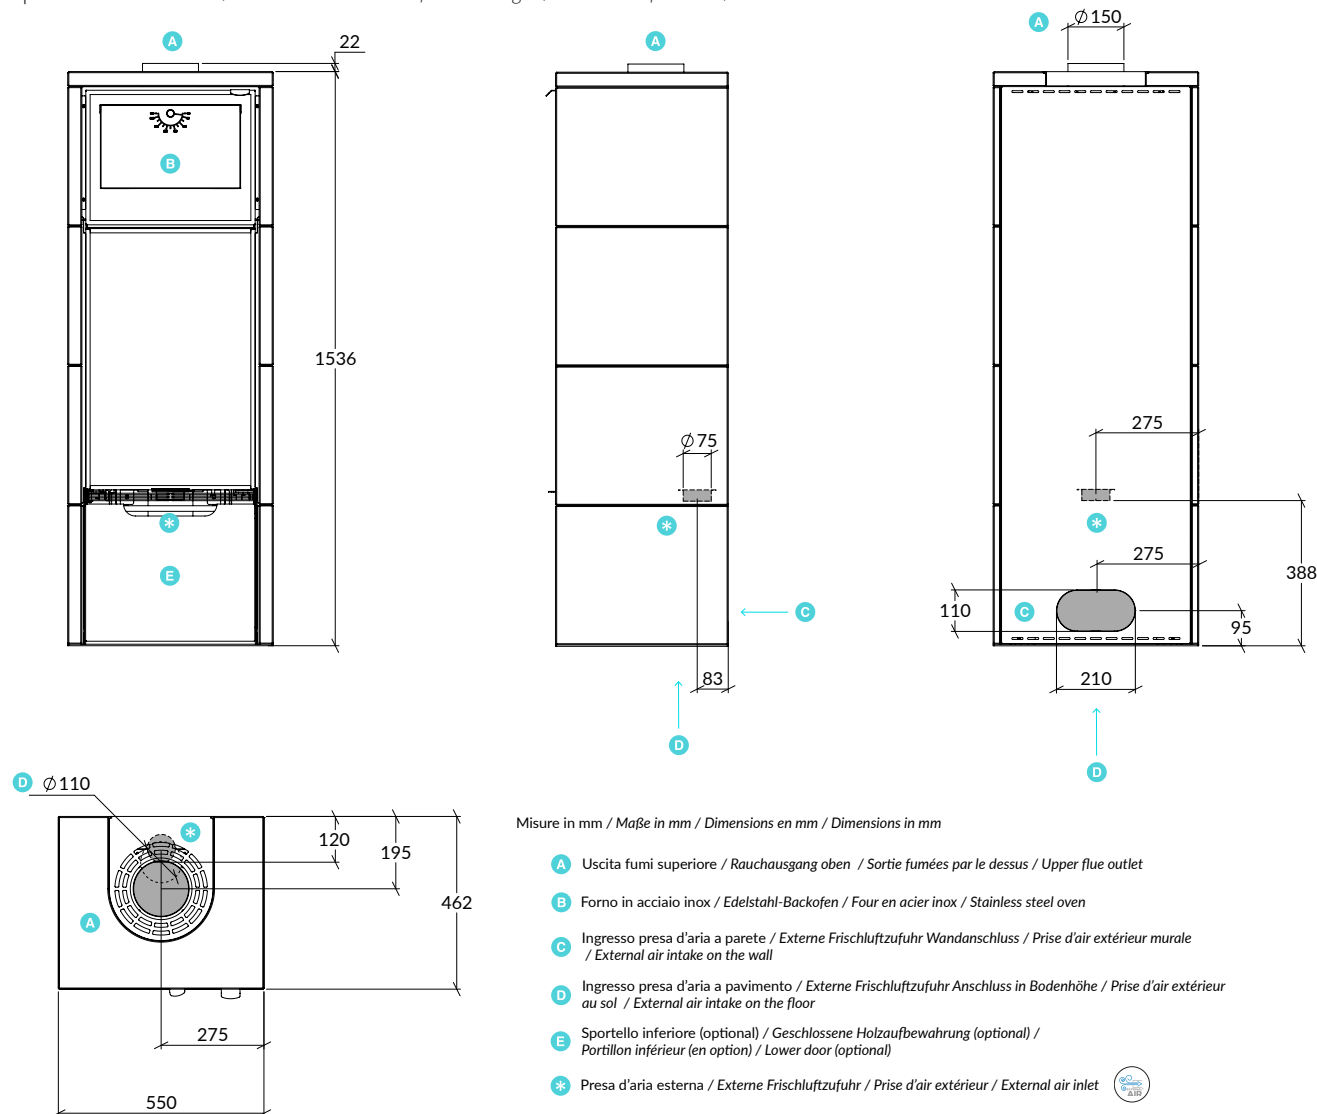 A
22
B
1536
*
E
A
Ø 75
*
C
83
D
A
Ø 150
275
*
275
388
110
C
95
210
D
D Ø 110
*
120
195
462
A
275
550
Misure in mm / Maße in mm / Dimensions en mm / Dimensions in mm
A Uscita fumi superiore / Rauchausgang oben / Sortie fumées par le dessus / Upper flue outlet
B Forno in acciaio inox / Edelstahl-Backofen / Four en acier inox / Stainless steel oven
C Ingresso presa d'aria a parete / Externe Frischluftzufuhr Wandanschluss / Prise d'air extérieur murale
/ External air intake on the wall
D Ingresso presa d'aria a pavimento / Externe Frischluftzufuhr Anschluss in Bodenhöhe / Prise d'air extérieur
au sol / External air intake on the floor
E Sportello inferiore (optional) / Geschlossene Holzaufbewahrung (optional) /
Portillon inférieur (en option) / Lower door (optional)
* Presa d'aria esterna / Externe Frischluftzufuhr / Prise d'air extérieur / External air inlet
AIR